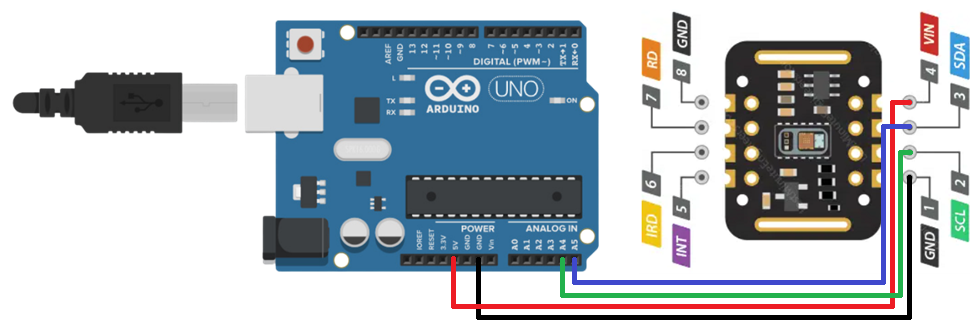 AREF
GND
13
12
~11
~10
~9
8
7
~6
~5
4
~3
2
TX→1
RX←0
DIGITAL (PWM~)
L
TX
RX
ARDUINO
UNO
ON
POWER
ANALOG IN
IOREF
RESET
3.3V
5V
GND
GND
Vin
A0
A1
A2
A3
A4
A5
RD
GND
7
8
6
5
IRD
INT
VIN
SDA
4
3
2
1
GND
SCL